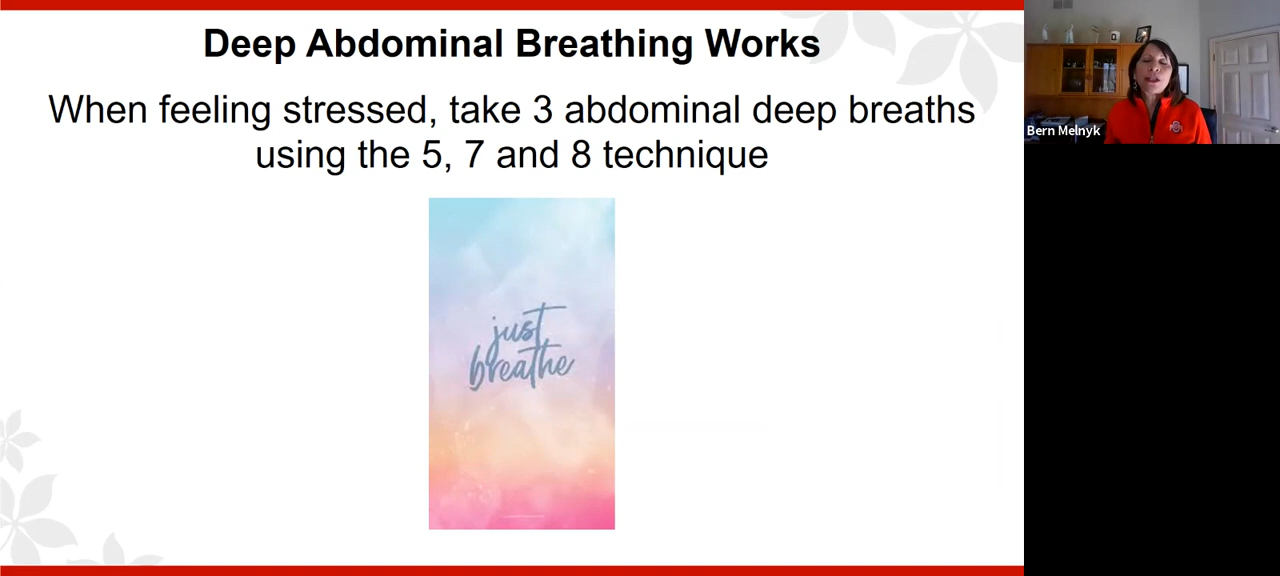 Deep Abdominal Breathing Works
When feeling stressed, take 3 abdominal deep breaths
using the 5, 7 and 8 technique
just
breathe
Bern Melnyk